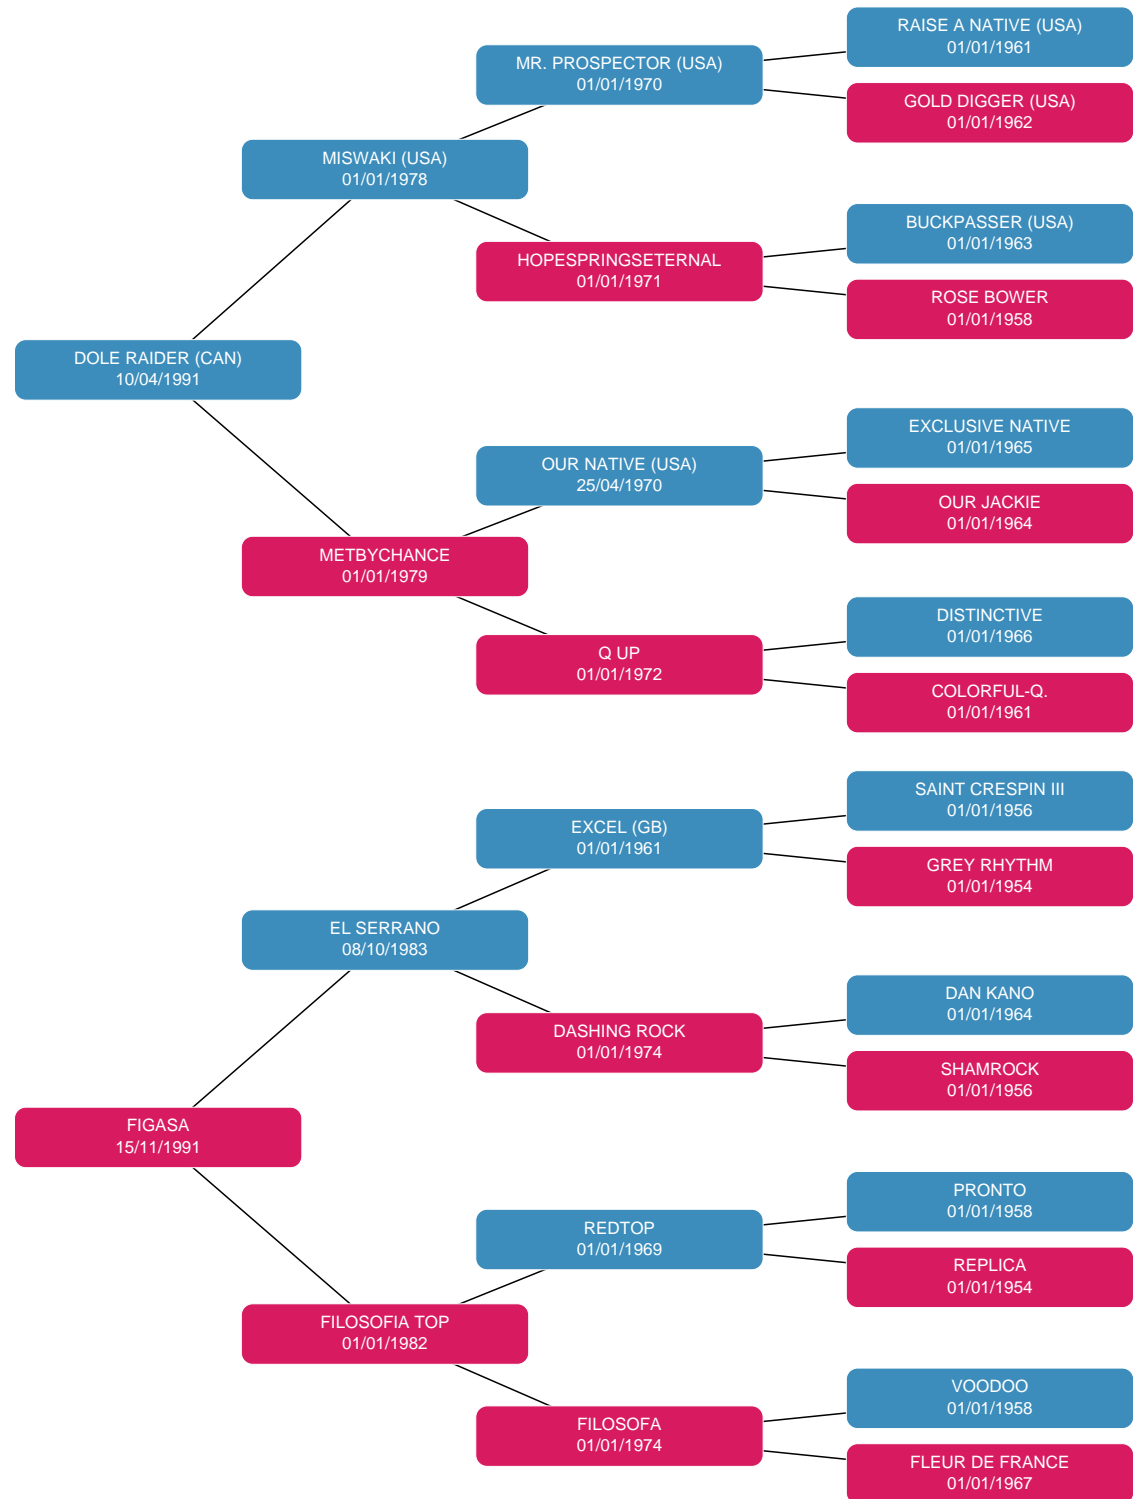 RAISE A NATIVE (USA)
01/01/1961
MR. PROSPECTOR (USA)
01/01/1970
GOLD DIGGER (USA)
01/01/1962
MISWAKI (USA)
01/01/1978
BUCKPASSER (USA)
01/01/1963
HOPESPRINGSETERNAL
01/01/1971
ROSE BOWER
01/01/1958
DOLE RAIDER (CAN)
10/04/1991
EXCLUSIVE NATIVE
01/01/1965
OUR NATIVE (USA)
25/04/1970
OUR JACKIE
01/01/1964
METBYCHANCE
01/01/1979
DISTINCTIVE
01/01/1966
Q UP
01/01/1972
COLORFUL-Q.
01/01/1961
SAINT CRESPIN III
01/01/1956
EXCEL (GB)
01/01/1961
GREY RHYTHM
01/01/1954
EL SERRANO
08/10/1983
DAN KANO
01/01/1964
DASHING ROCK
01/01/1974
SHAMROCK
01/01/1956
FIGASA
15/11/1991
PRONTO
01/01/1958
REDTOP
01/01/1969
REPLICA
01/01/1954
FILOSOFIA TOP
01/01/1982
VOODOO
01/01/1958
FILOSOFA
01/01/1974
FLEUR DE FRANCE
01/01/1967